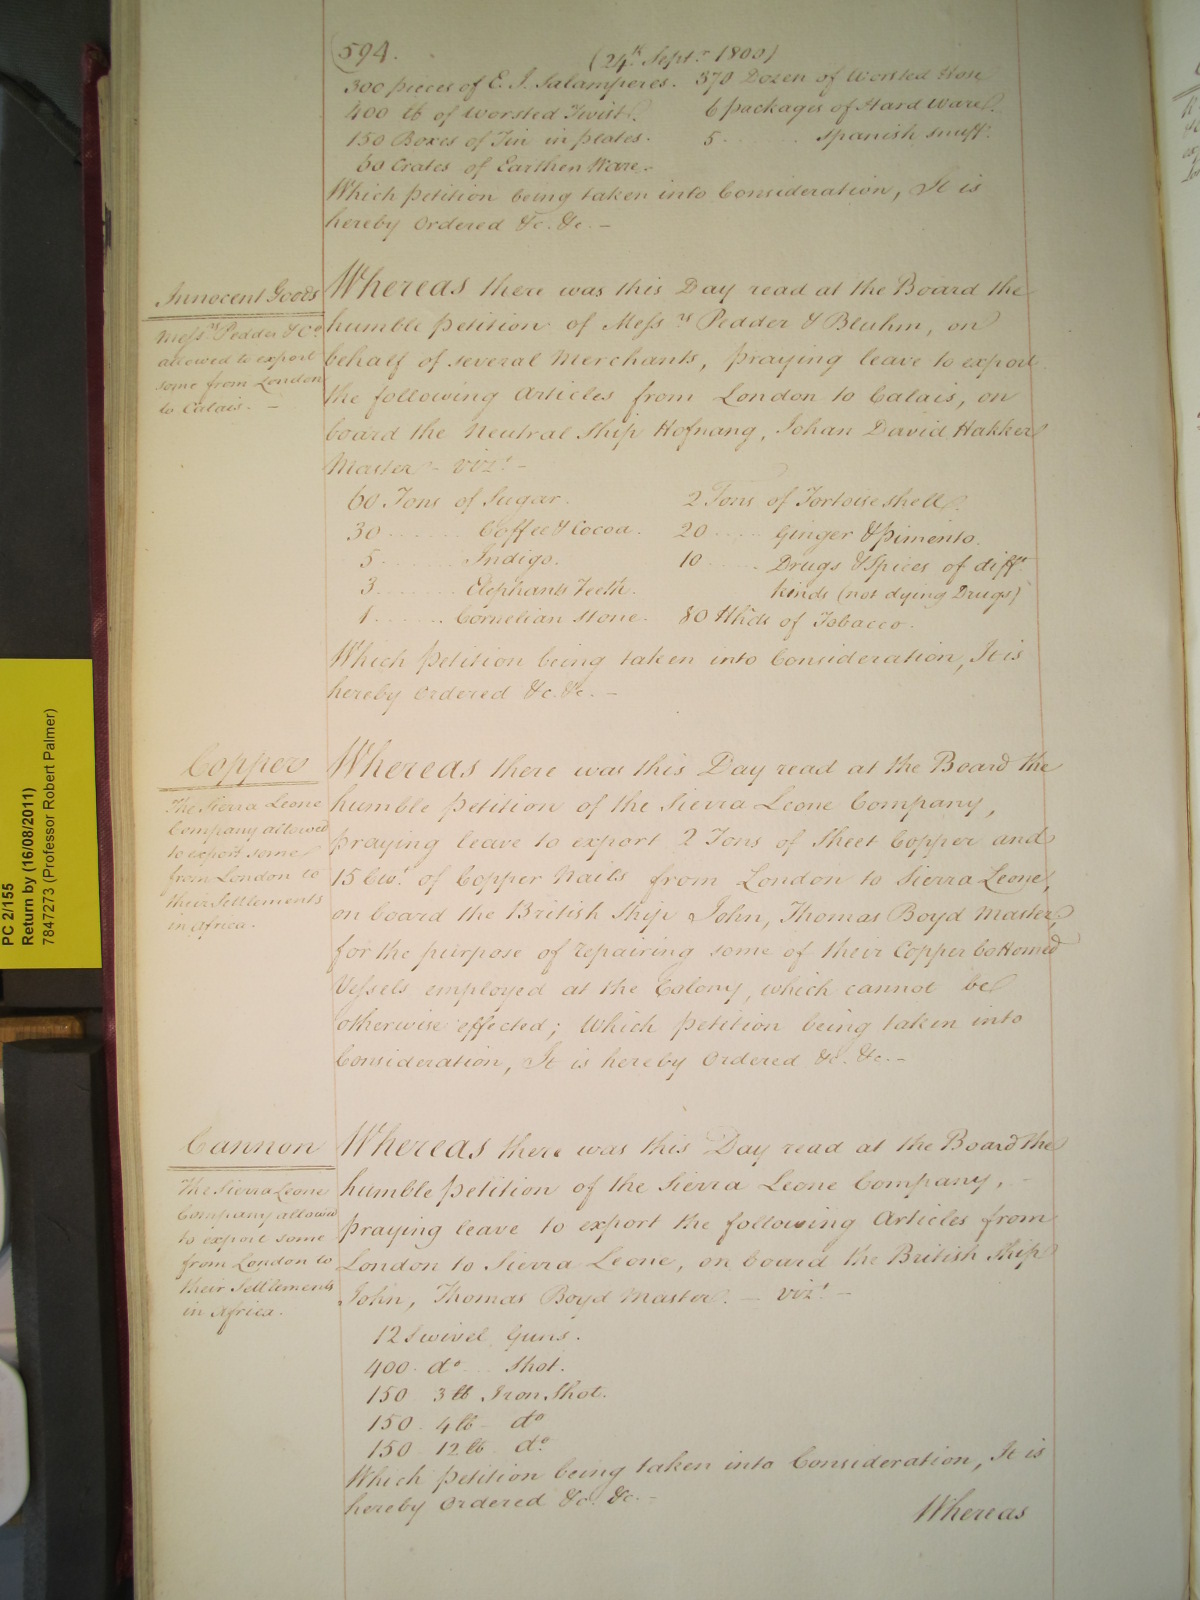 (594.
(24th Septr 1800)
300 pieces of E. I. Salamperes. 370 Dozen of Worsted Hose
400 lb of Worsted Twist. 6 packages of Hard Ware.
150 Boxes of Tin in plates. 5 ........ Spanish snuff.
60 Crates of Earthen Ware.
Which Petition being taken into Consideration, It is
hereby Ordered &c. &c. —
Innocent Goods
Messrs Pedder & Co
allowed to export
some from London
to Calais. —
Whereas there was this Day read at the Board the
humble Petition of Messrs Pedder & Bluhm, on
behalf of several Merchants, praying leave to export
the following Articles from London to Calais, on
board the Neutral Ship Hofnang, Johan David Hakker
Master — vizt. —
60 Tons of Sugar. 2 Tons of Tortoise shell.
30 ........ Coffee & Cocoa. 20 ..... Ginger & Pimento.
5 ........ Indigo. 10 ..... Drugs & Spices of difft
3 ........ Elephants Teeth. kinds (not dying Drugs)
1 ........ Cornelian Stone. 80 Hhds of Tobacco.
Which Petition being taken into Consideration, It is
hereby Ordered &c. &c. —
Copper
The Sierra Leone
Company allowed
to export some
from London to
their Settlements
in Africa.
Whereas there was this Day read at the Board the
humble Petition of the Sierra Leone Company,
praying leave to export 2 Tons of Sheet Copper and
15 Cwt. of Copper Nails from London to Sierra Leone,
on board the British Ship John, Thomas Boyd Master,
for the purpose of repairing some of their Copper bottomed
Vessels employed at the Colony, which cannot be
otherwise effected; Which Petition being taken into
Consideration, It is hereby Ordered &c. &c. —
Cannon
The Sierra Leone
Company allowed
to export some
from London to
their Settlements
in Africa.
Whereas there was this Day read at the Board the
humble Petition of the Sierra Leone Company, —
praying leave to export the following Articles from
London to Sierra Leone, on board the British Ship
John, Thomas Boyd Master. — vizt. —
12 Swivel Guns.
400. do ... Shot.
150 3 lb Iron Shot.
150 4 lb do
150 12 lb do.
Which Petition being taken into Consideration, It is
hereby Ordered &c. &c. —
Whereas
PC 2/155
Return by (16/08/2011)
7847273 (Professor Robert Palmer)